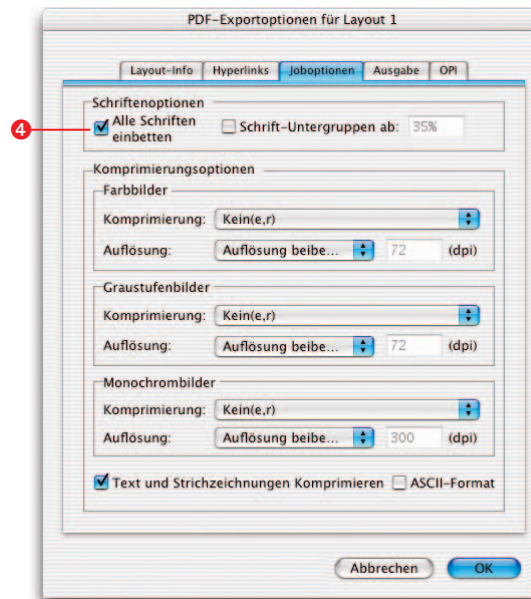 PDF-Exportoptionen für Layout 1
Layout-Info Hyperlinks Joboptionen Ausgabe OPI
Schriftenoptionen
4
Alle Schriften
einbetten
Schrift-Untergruppen ab: 35%
Komprimierungsoptionen
Farbbilder
Komprimierung: Kein(e,r)
Auflösung: Auflösung beibe... 72 (dpi)
Graustufenbilder
Komprimierung: Kein(e,r)
Auflösung: Auflösung beibe... 72 (dpi)
Monochrombilder
Komprimierung: Kein(e,r)
Auflösung: Auflösung beibe... 300 (dpi)
Text und Strichzeichnungen Komprimieren ASCII-Format
Abbrechen OK